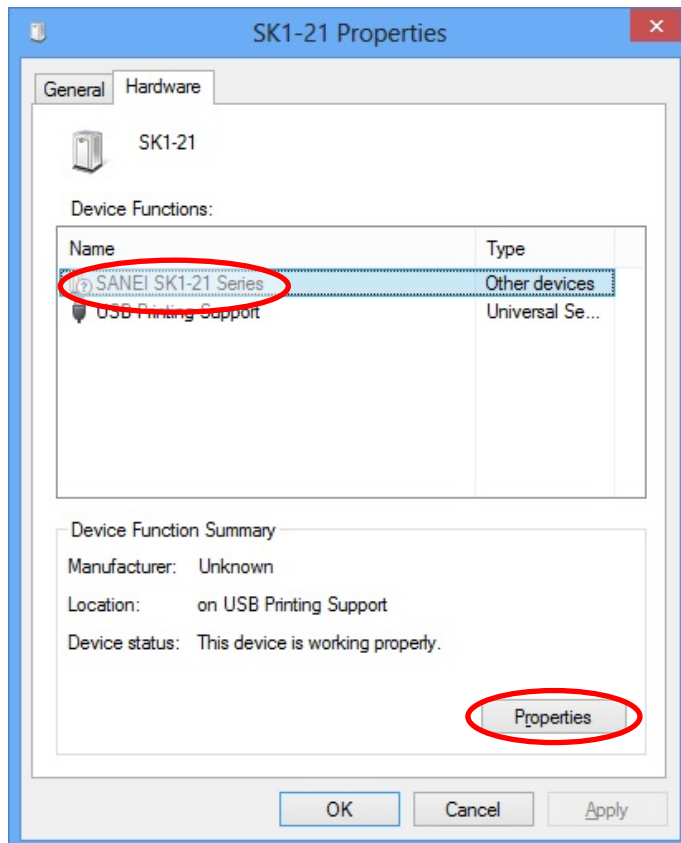 SK1-21 Properties
General Hardware
SK1-21
Device Functions:
Name Type
SANEI SK1-21 Series Other devices
USB Printing Support Universal Se...
Device Function Summary
Manufacturer: Unknown
Location: on USB Printing Support
Device status: This device is working properly.
Properties
OK Cancel Apply